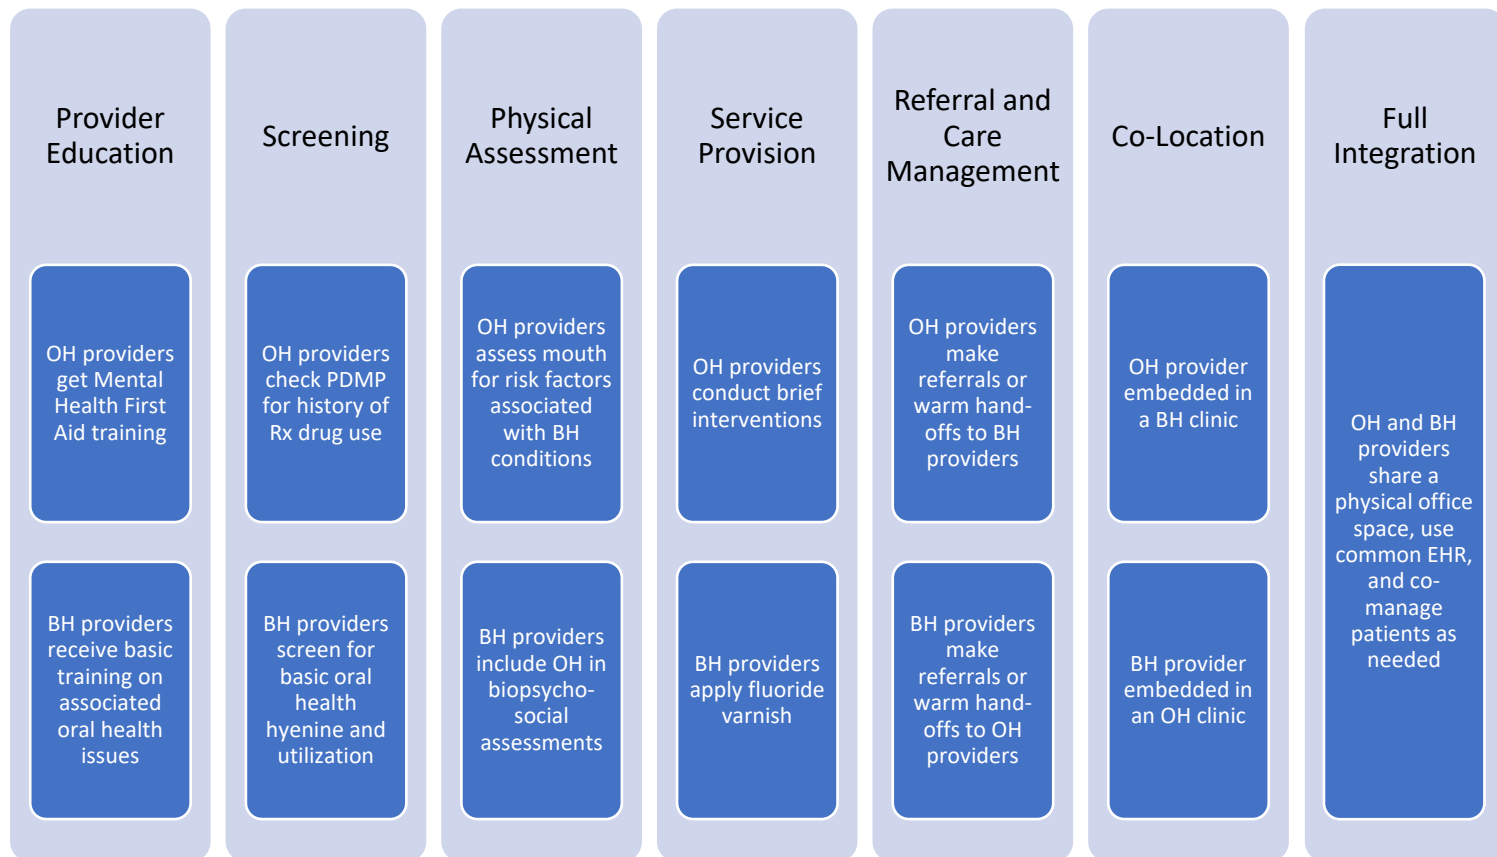 Provider
Education
OH providers
get Mental
Health First
Aid training
BH providers
receive basic
training on
associated
oral health
issues
Screening
OH providers
check PDMP
for history of
Rx drug use
BH providers
screen for
basic oral
health
hyenine and
utilization
Physical
Assessment
OH providers
assess mouth
for risk factors
associated
with BH
conditions
BH providers
include OH in
biopsycho-
social
assessments
Service
Provision
OH providers
conduct brief
interventions
BH providers
apply fluoride
varnish
Referral and
Care
Management
OH providers
make
referrals or
warm hand-
offs to BH
providers
BH providers
make
referrals or
warm hand-
offs to OH
providers
Co-Location
OH provider
embedded in
a BH clinic
BH provider
embedded in
an OH clinic
Full
Integration
OH and BH
providers
share a
physical office
space, use
common EHR,
and co-
manage
patients as
needed